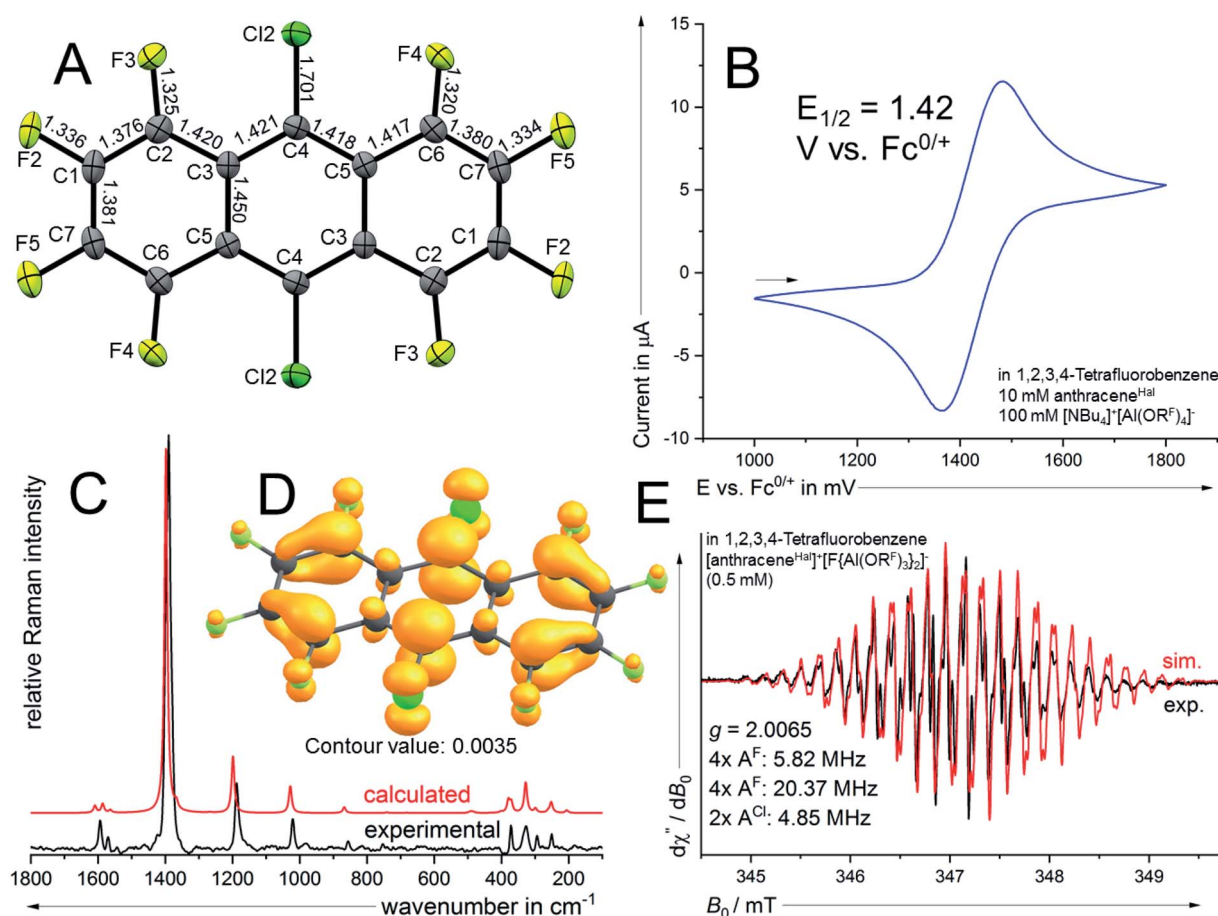 A
Cl2
F3
F4
1.701
1.325
1.320
1.336
1.376
1.420
1.421
1.418
1.417
1.380
1.334
F2
C2
C4
C6
F5
C1
C3
C5
C7
1.381
1.450
F5
C7
C5
C3
C1
F2
C6
C4
C2
F4
Cl2
F3
B
E1/2 = 1.42
V vs. Fc0/+
15
10
5
0
-5
-10
Current in µA
in 1,2,3,4-Tetrafluorobenzene
10 mM anthraceneHal
100 mM [NBu4]+[Al(ORF)4]-
1000 1200 1400 1600 1800
E vs. Fc0/+ in mV
C
D
relative Raman intensity
Contour value: 0.0035
calculated
experimental
1800 1600 1400 1200 1000 800 600 400 200
wavenumber in cm-1
E
in 1,2,3,4-Tetrafluorobenzene
[anthraceneHal]+[F{Al(ORF)3}2]-
(0.5 mM)
sim.
exp.
g = 2.0065
4x AF: 5.82 MHz
4x AF: 20.37 MHz
2x ACl: 4.85 MHz
dχ" / dB0
345 346 347 348 349
B0 / mT